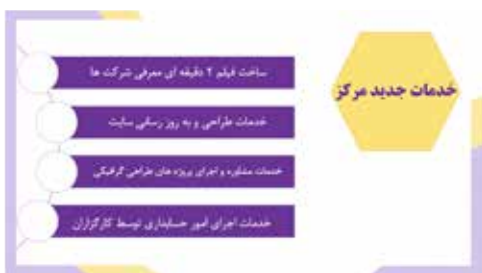 خدمات جدید مرکز
ساخت فیلم ۲ دقیقه ای معرفی شرکت ها
خدمات طراحی و به روز رسانی سایت
خدمات مشاوره و اجرای پروژه های طراحی گرافیکی
خدمات اجرای امور حسابداری توسط کارگزاران